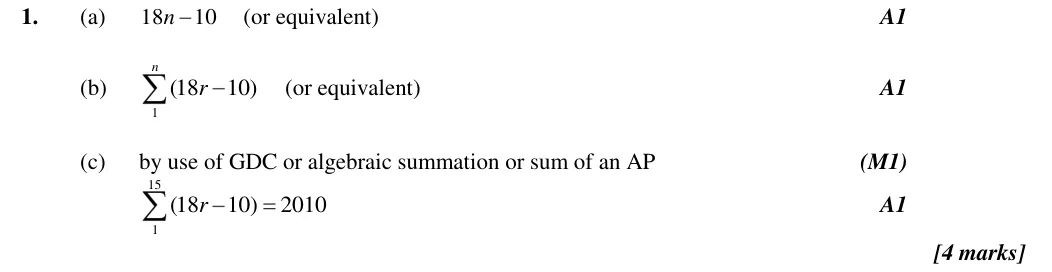 1. (a) 18n – 10 (or equivalent) A1
(b) ∑₁ⁿ (18r – 10) (or equivalent) A1
(c) by use of GDC or algebraic summation or sum of an AP (M1)
∑₁¹⁵ (18r – 10) = 2010 A1
[4 marks]